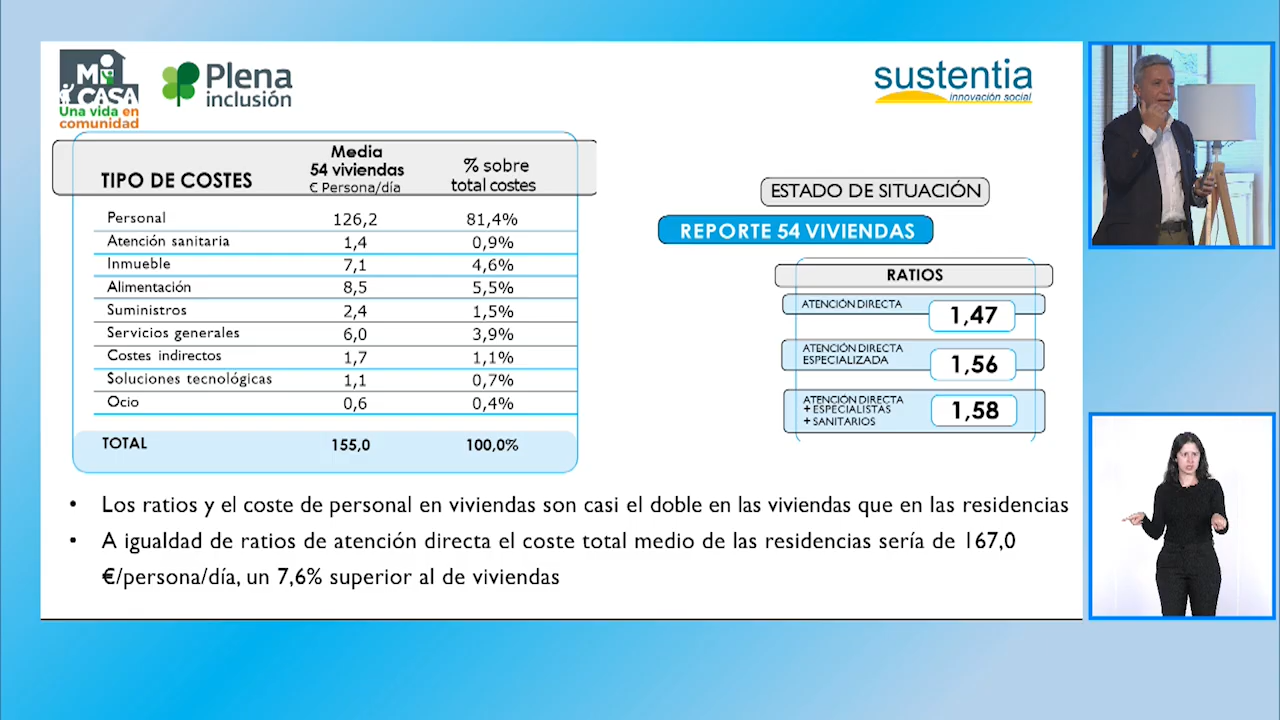 Mi
CASA
Una vida en
comunidad
Plena
inclusión
sustentia
innovación social
TIPO DE COSTES
Media
54 viviendas
€ Persona/día
% sobre
total costes
Personal 126,2 81,4%
Atención sanitaria 1,4 0,9%
Inmueble 7,1 4,6%
Alimentación 8,5 5,5%
Suministros 2,4 1,5%
Servicios generales 6,0 3,9%
Costes indirectos 1,7 1,1%
Soluciones tecnológicas 1,1 0,7%
Ocio 0,6 0,4%
TOTAL 155,0 100,0%
ESTADO DE SITUACIÓN
REPORTE 54 VIVIENDAS
RATIOS
ATENCIÓN DIRECTA
1,47
ATENCIÓN DIRECTA
ESPECIALIZADA
1,56
ATENCIÓN DIRECTA
+ ESPECIALISTAS
+ SANITARIOS
1,58
• Los ratios y el coste de personal en viviendas son casi el doble en las viviendas que en las residencias
• A igualdad de ratios de atención directa el coste total medio de las residencias sería de 167,0
€/persona/día, un 7,6% superior al de viviendas